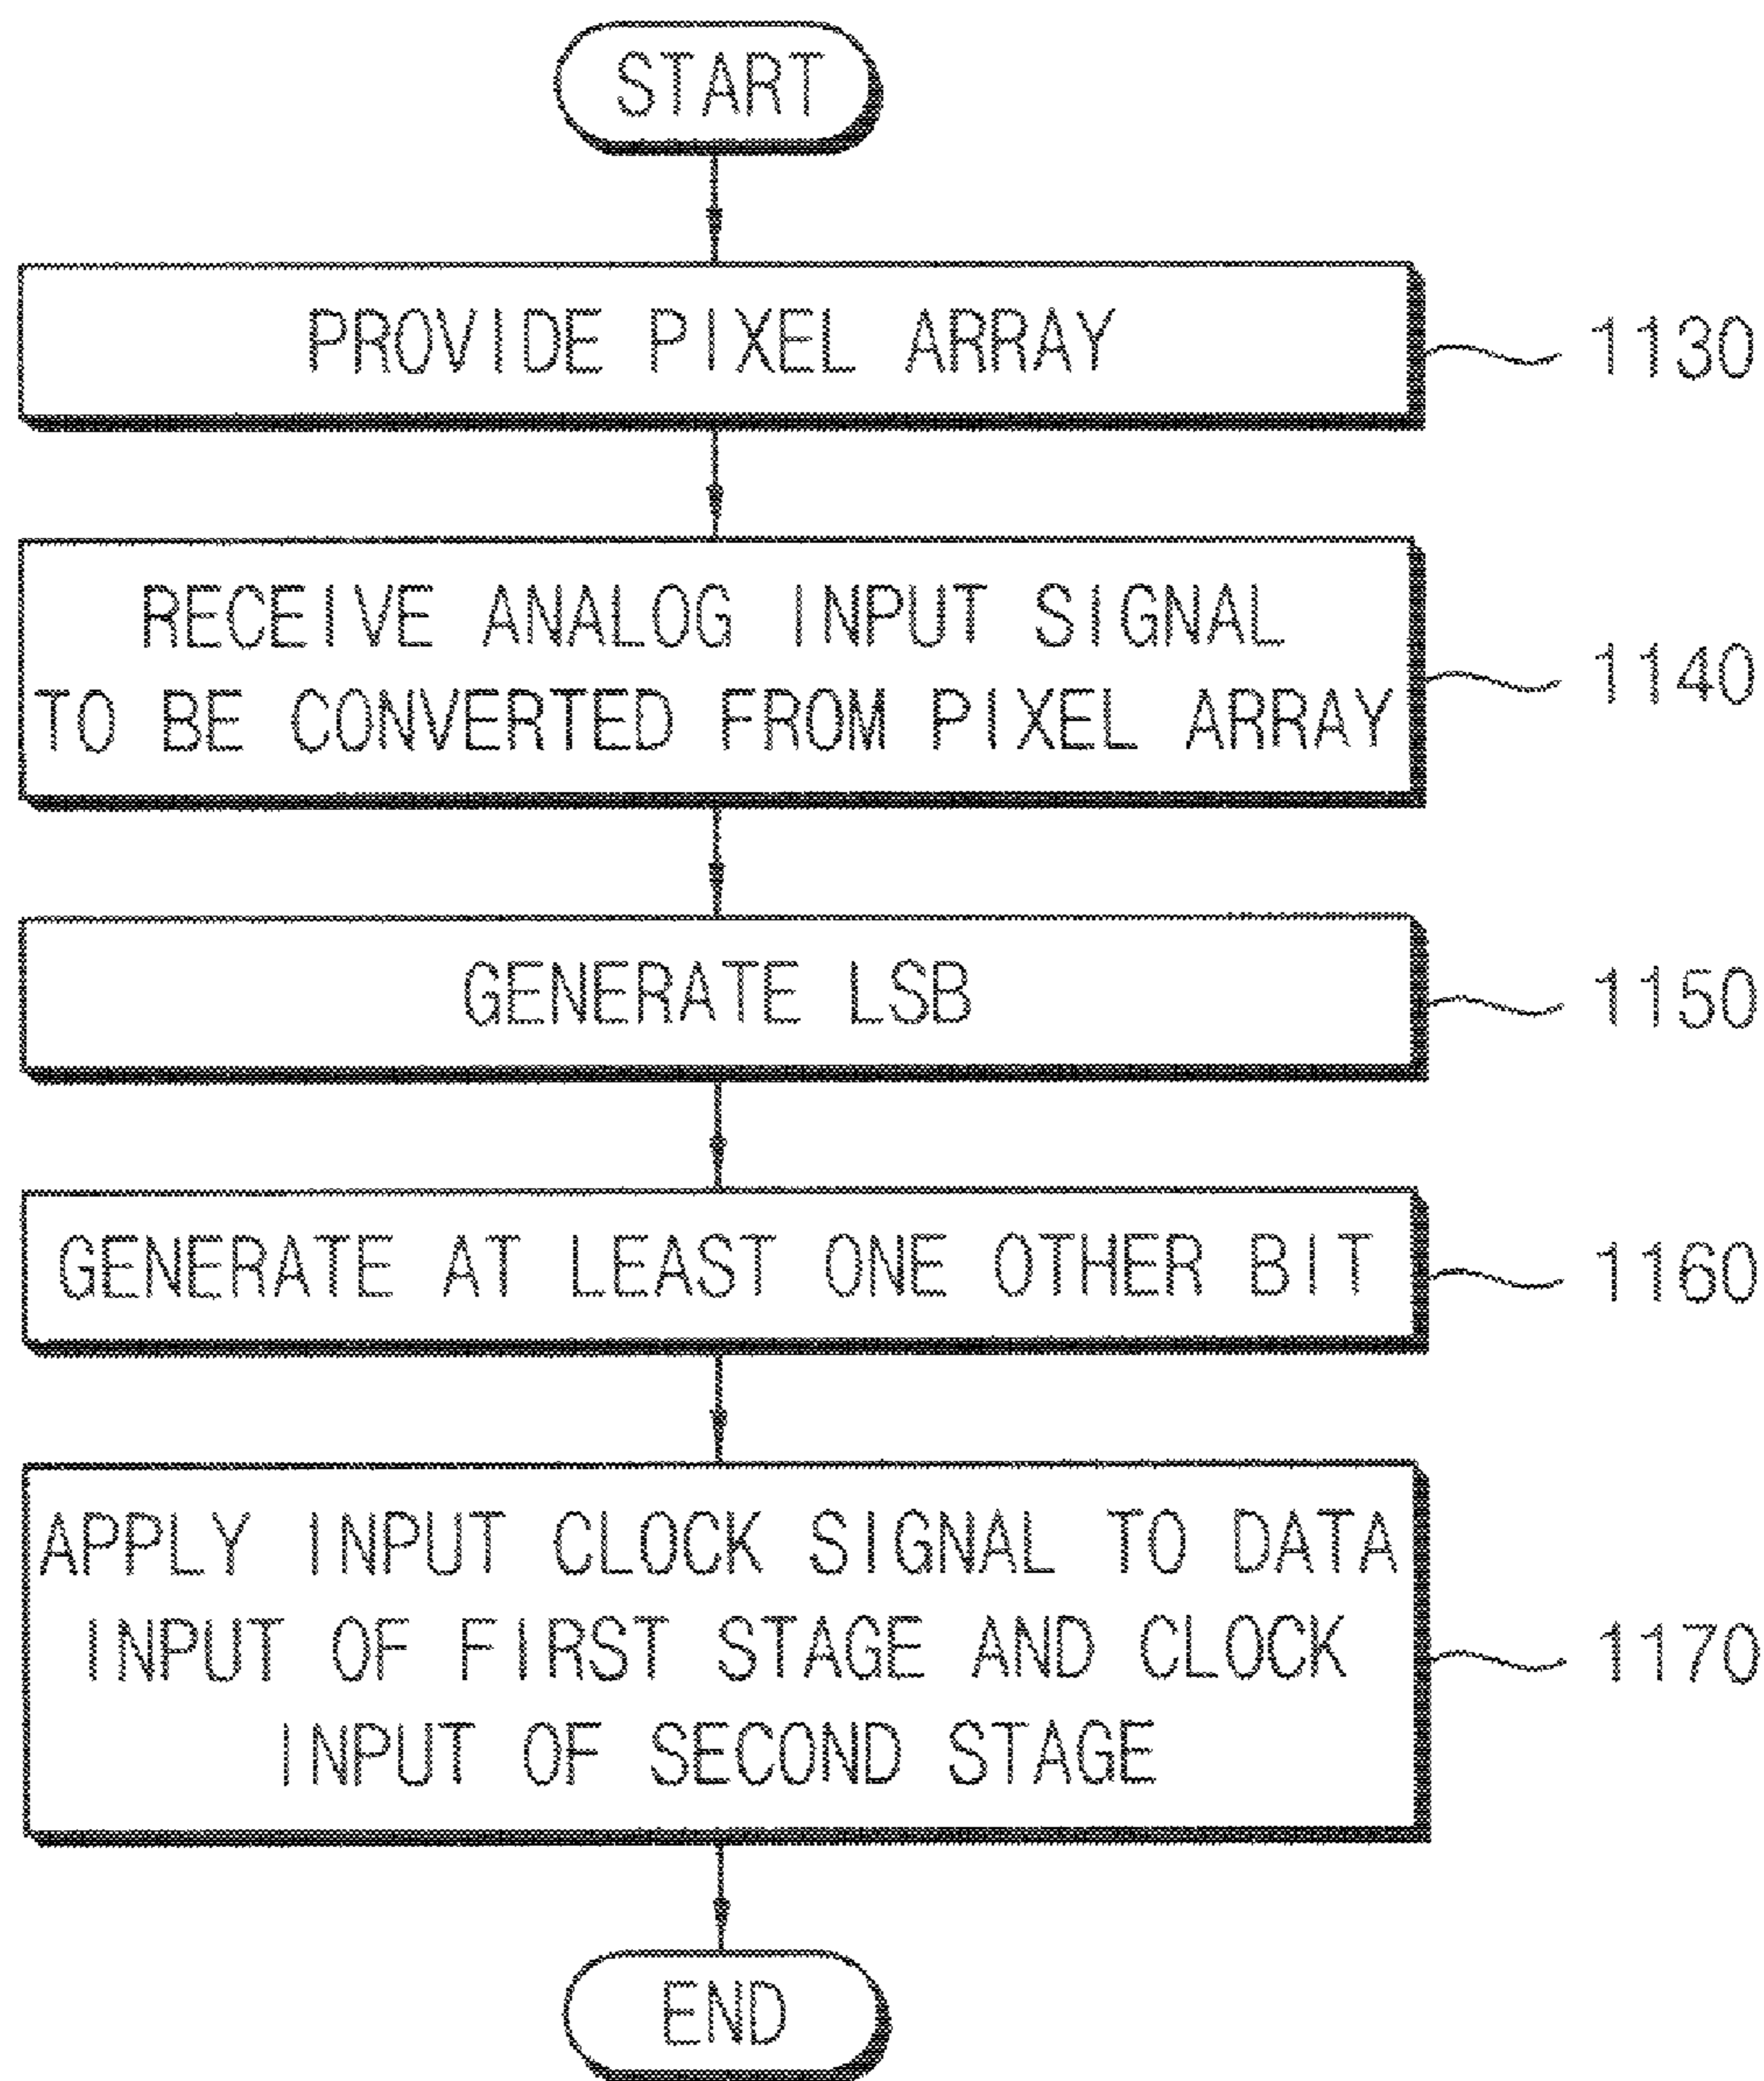 START
PROVIDE PIXEL ARRAY
1130
RECEIVE ANALOG INPUT SIGNAL
TO BE CONVERTED FROM PIXEL ARRAY
1140
GENERATE LSB
1150
GENERATE AT LEAST ONE OTHER BIT
1160
APPLY INPUT CLOCK SIGNAL TO DATA
INPUT OF FIRST STAGE AND CLOCK
INPUT OF SECOND STAGE
1170
END